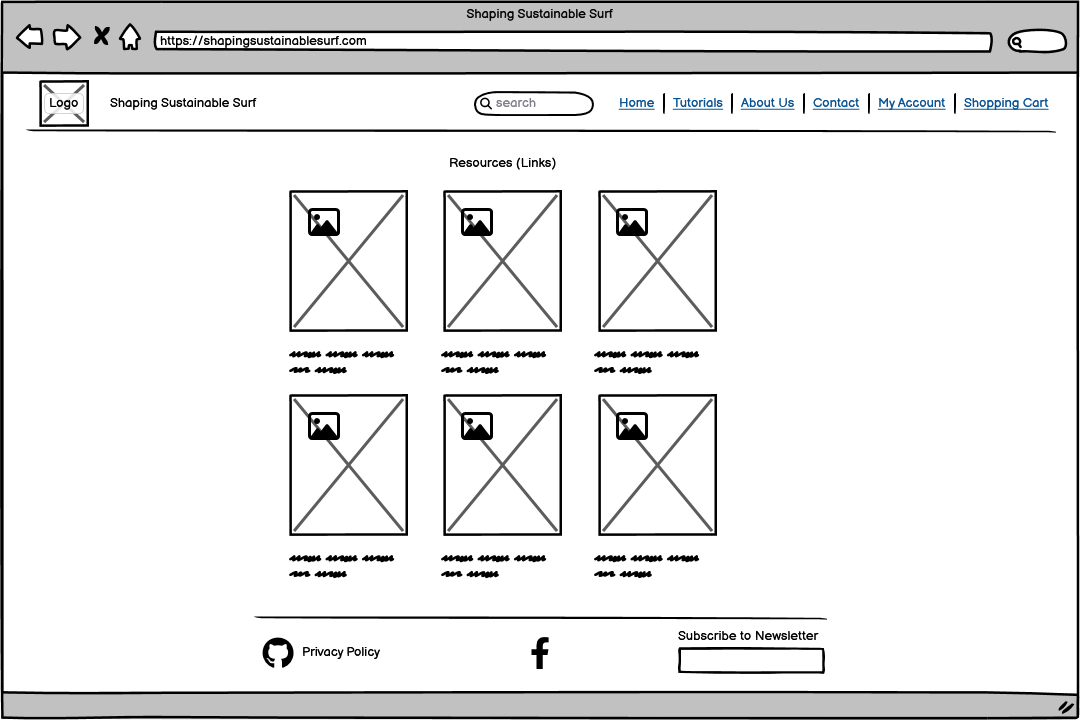 Shaping Sustainable Surf
https://shapingsustainablesurf.com
Logo
Shaping Sustainable Surf
search
Home
Tutorials
About Us
Contact
My Account
Shopping Cart
Resources (Links)
Privacy Policy
Subscribe to Newsletter